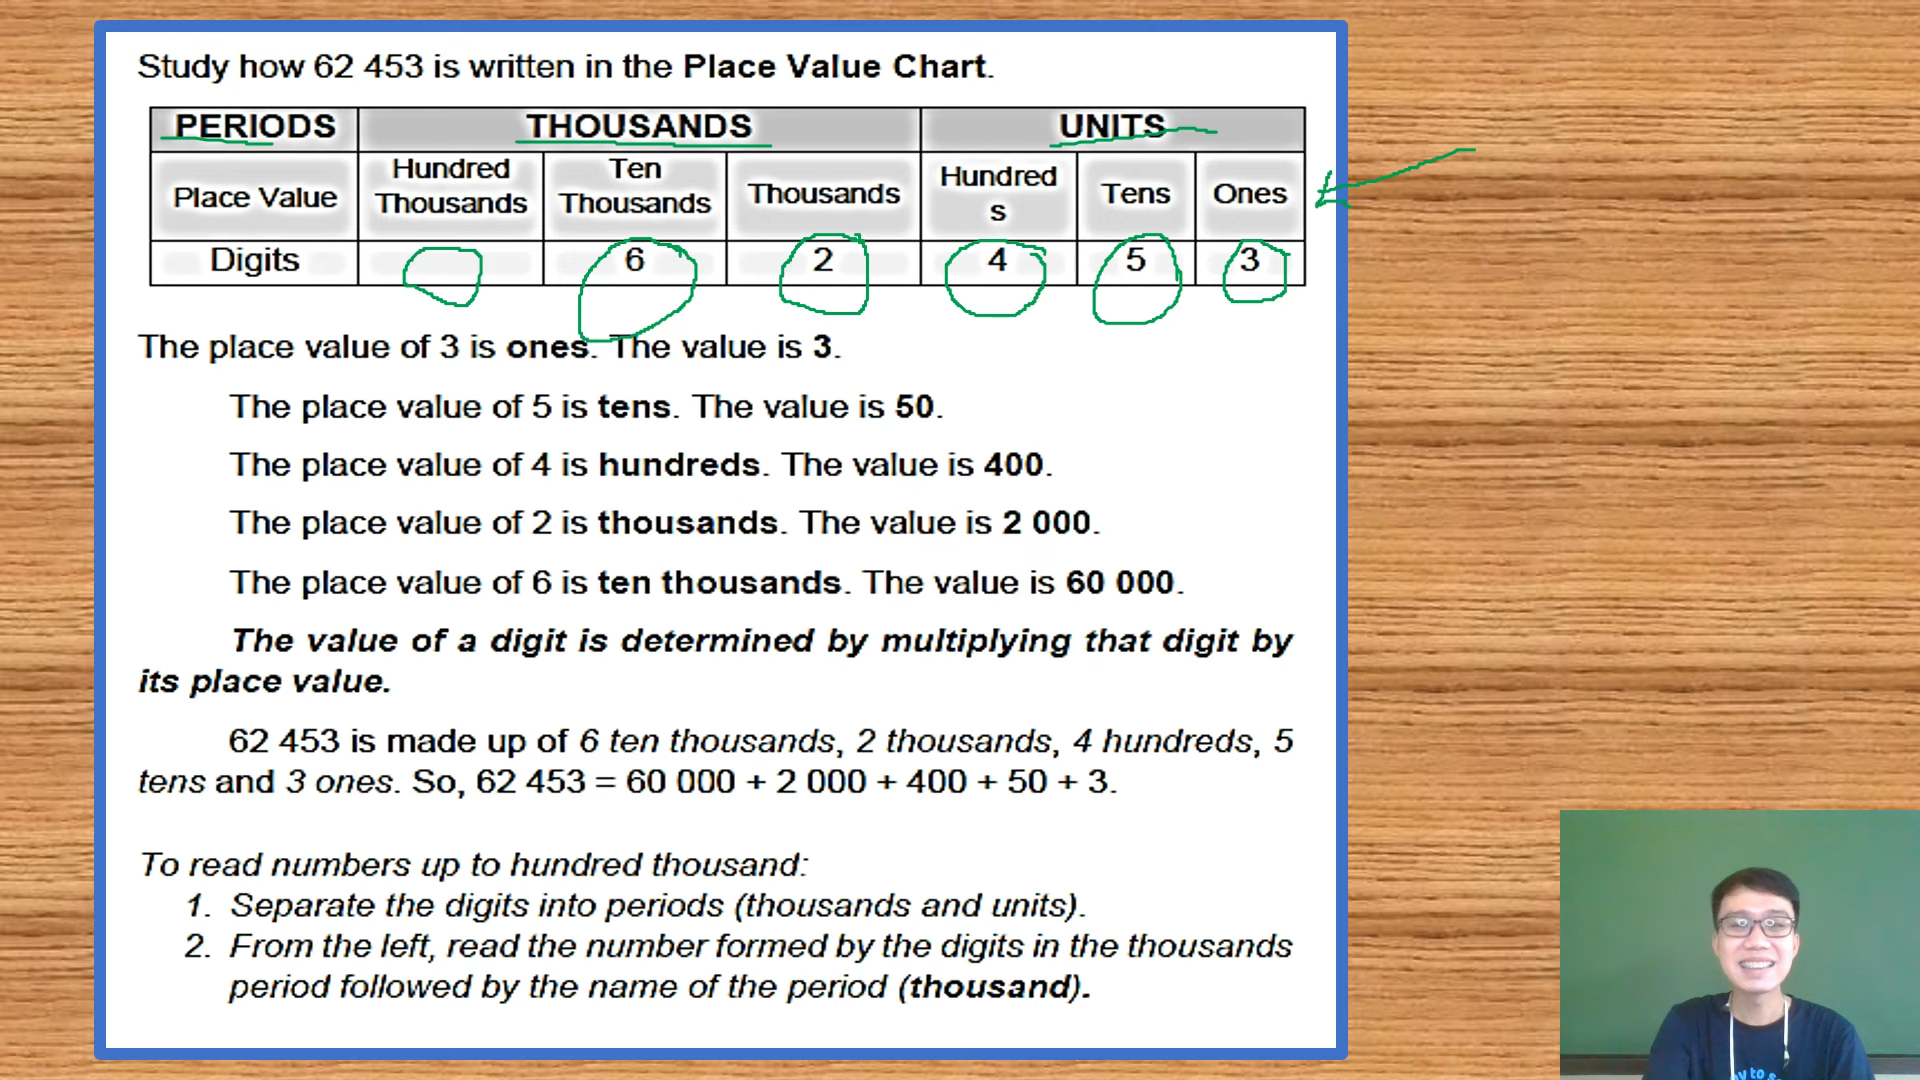 Study how 62 453 is written in the Place Value Chart.
PERIODS THOUSANDS UNITS
Place Value Hundred Thousands Ten Thousands Thousands Hundred s Tens Ones
Digits 6 2 4 5 3
The place value of 3 is ones. The value is 3.
The place value of 5 is tens. The value is 50.
The place value of 4 is hundreds. The value is 400.
The place value of 2 is thousands. The value is 2 000.
The place value of 6 is ten thousands. The value is 60 000.
The value of a digit is determined by multiplying that digit by
its place value.
62 453 is made up of 6 ten thousands, 2 thousands, 4 hundreds, 5
tens and 3 ones. So, 62 453 = 60 000 + 2 000 + 400 + 50 + 3.
To read numbers up to hundred thousand:
1. Separate the digits into periods (thousands and units).
2. From the left, read the number formed by the digits in the thousands
period followed by the name of the period (thousand).